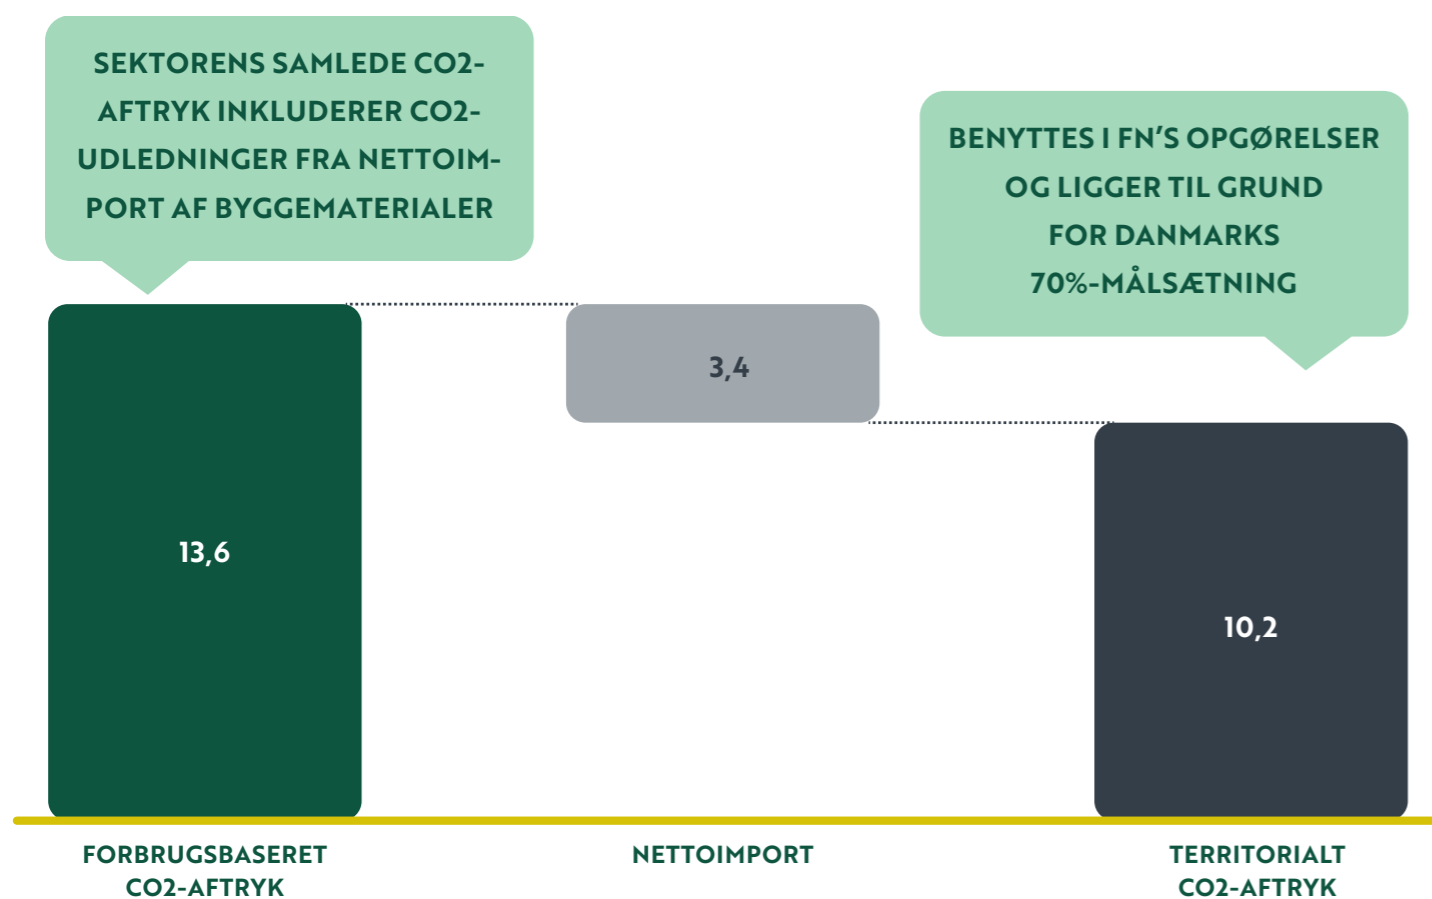 SEKTORENS SAMLEDE CO2-
AFTRYK INKLUDERER CO2-
UDLEDNINGER FRA NETTOIM-
PORT AF BYGGEMATERIALER
BENYTTES I FN’S OPGØRELSER
OG LIGGER TIL GRUND
FOR DANMARKS
70%-MÅLSÆTNING
3,4
13,6
10,2
FORBRUGSBASERET
CO2-AFTRYK
NETTOIMPORT
TERRITORIALT
CO2-AFTRYK